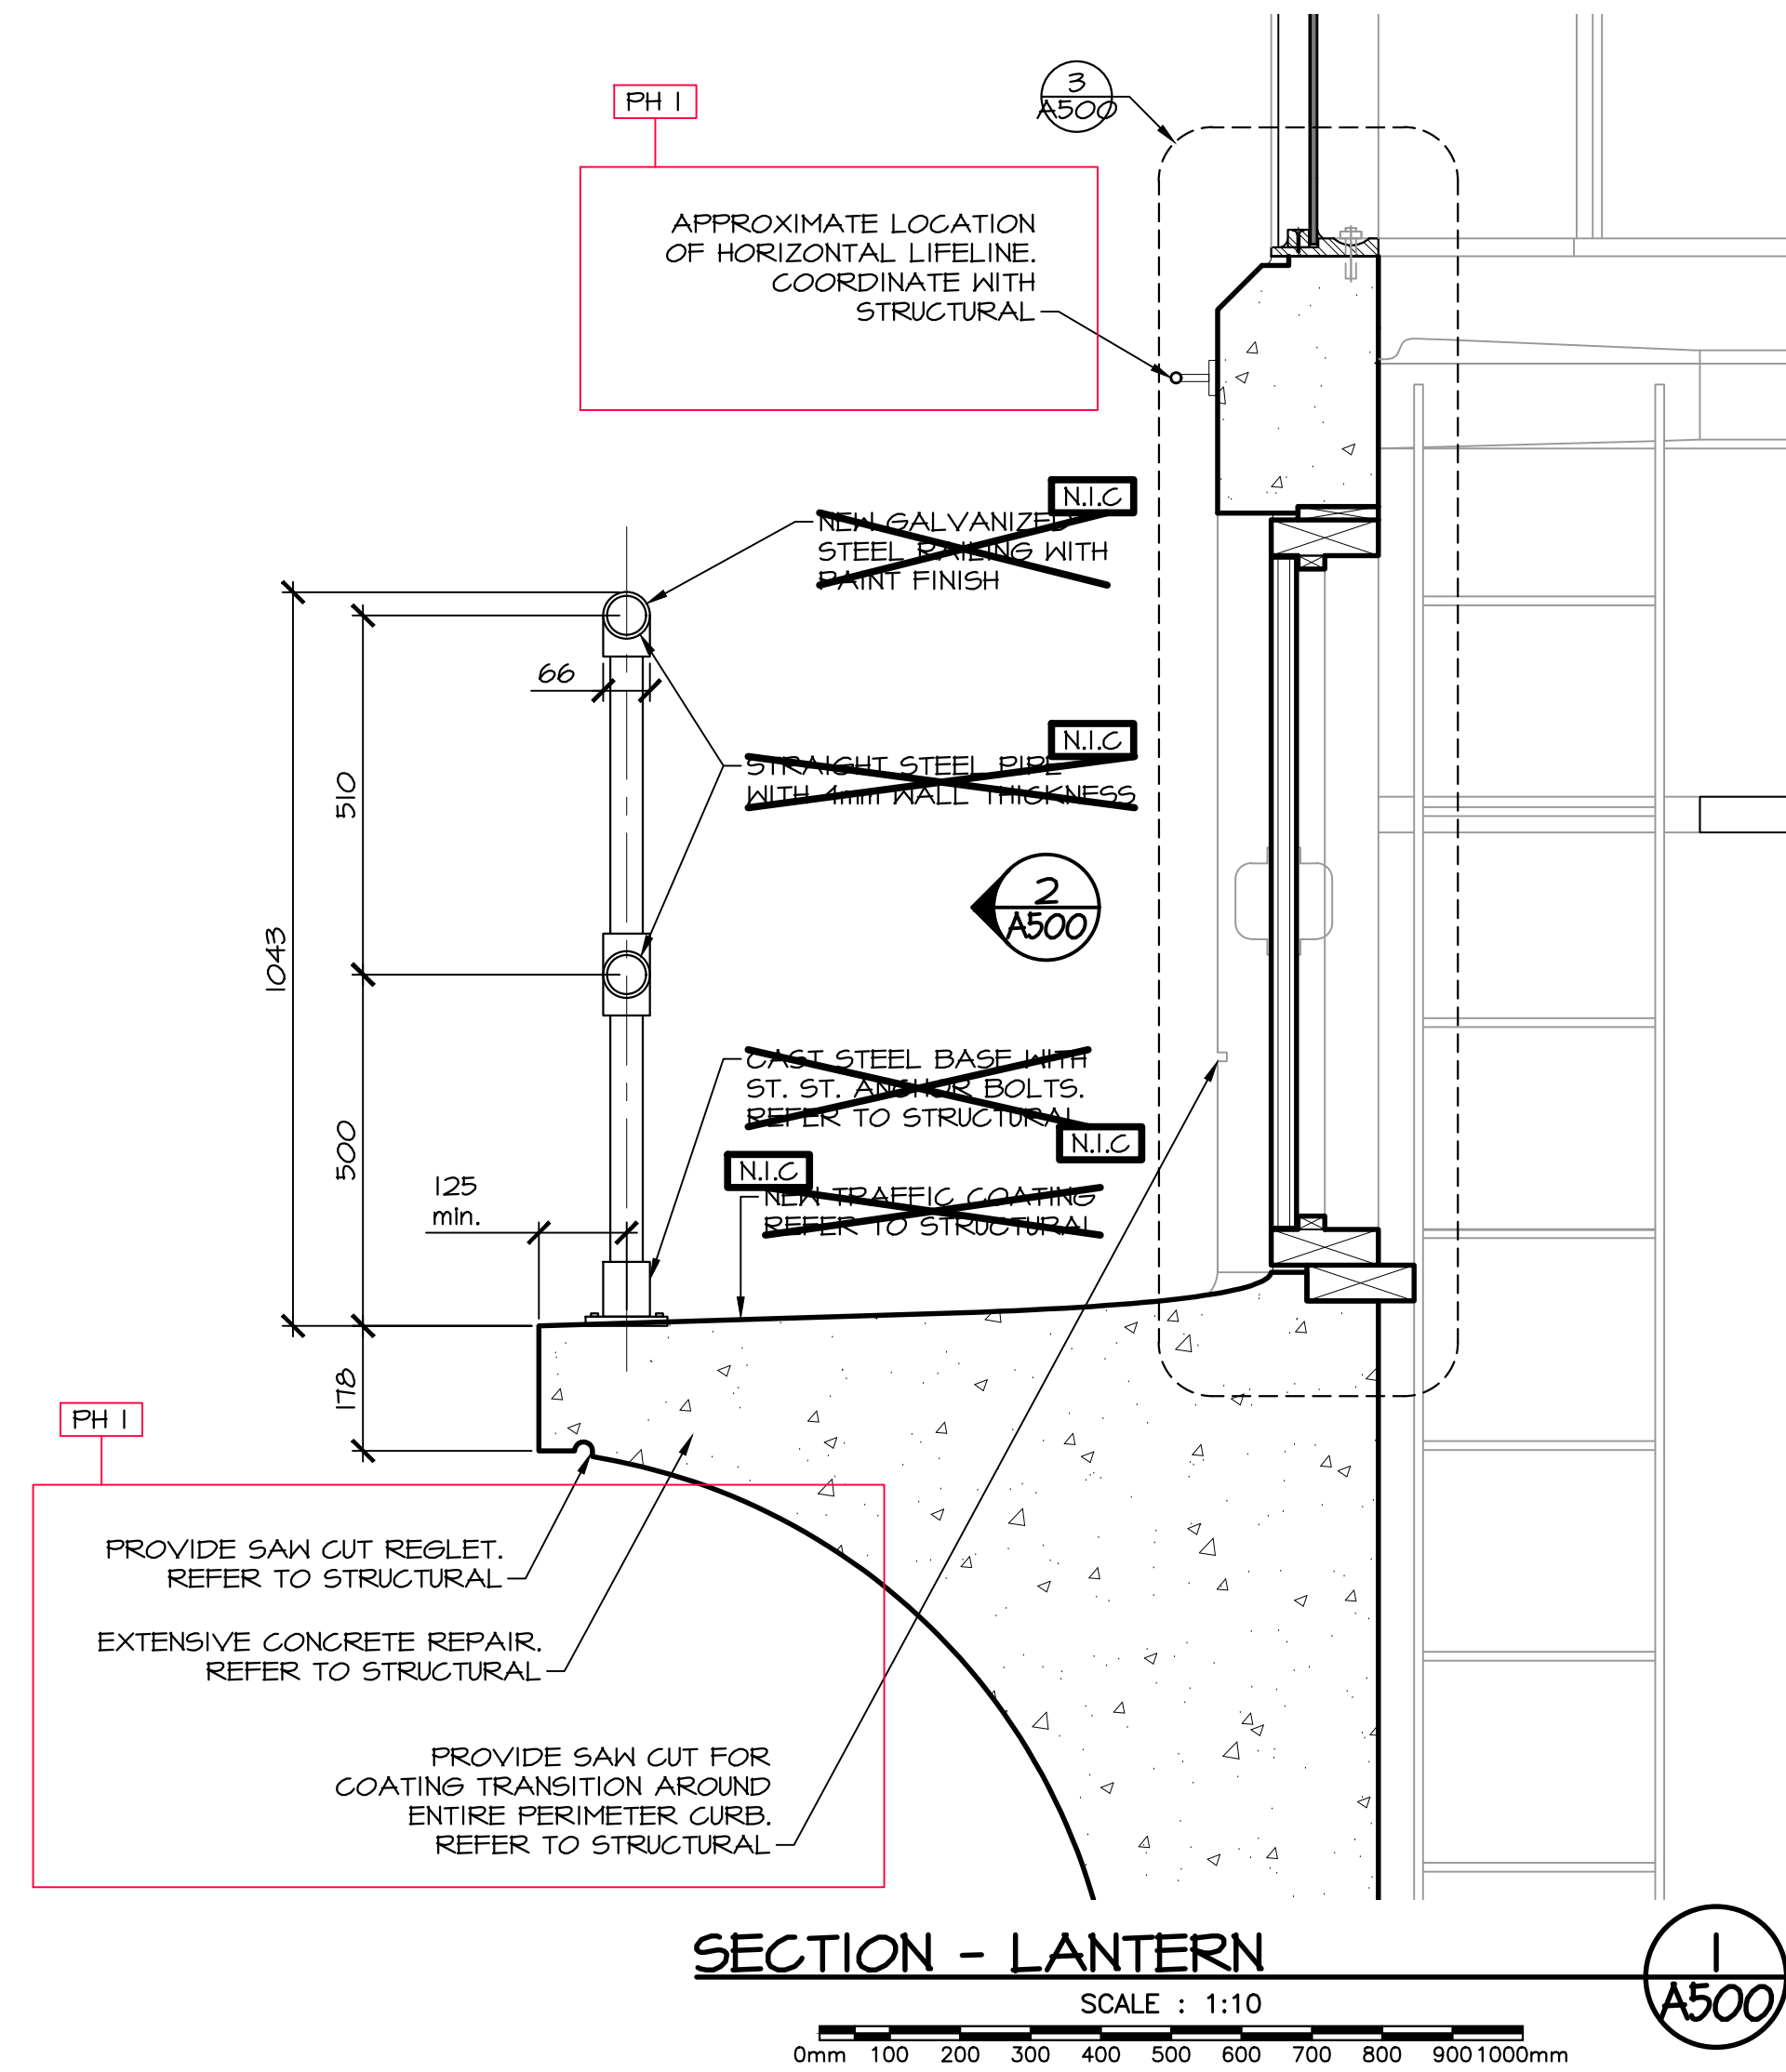 PH 1
3
A500
APPROXIMATE LOCATION
OF HORIZONTAL LIFELINE.
COORDINATE WITH
STRUCTURAL
N.I.C
NEW GALVANIZED
STEEL RAILING WITH
PAINT FINISH
66
N.I.C
STRAIGHT STEEL PIPE
WITH 4mm WALL THICKNESS
510
2
A500
1043
CAST STEEL BASE WITH
ST. ST. ANCHOR BOLTS.
REFER TO STRUCTURAL
N.I.C
N.I.C
NEW TRAFFIC COATING
REFER TO STRUCTURAL
500
125
min.
178
PH 1
PROVIDE SAW CUT REGLET.
REFER TO STRUCTURAL
EXTENSIVE CONCRETE REPAIR.
REFER TO STRUCTURAL
PROVIDE SAW CUT FOR
COATING TRANSITION AROUND
ENTIRE PERIMETER CURB.
REFER TO STRUCTURAL
SECTION - LANTERN
1
A500
SCALE : 1:10
0mm 100 200 300 400 500 600 700 800 900 1000mm